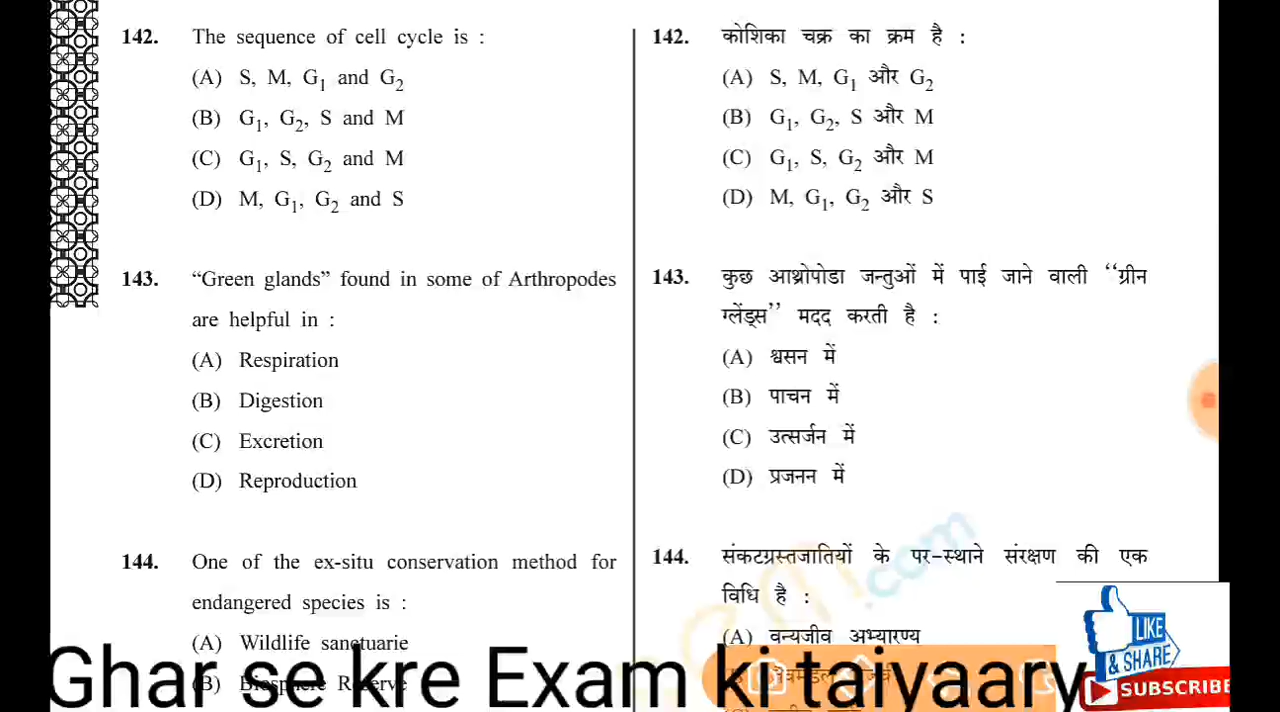 142. The sequence of cell cycle is :
(A) S, M, G1 and G2
(B) G1, G2, S and M
(C) G1, S, G2 and M
(D) M, G1, G2 and S
143. “Green glands” found in some of Arthropodes
are helpful in :
(A) Respiration
(B) Digestion
(C) Excretion
(D) Reproduction
144. One of the ex-situ conservation method for
endangered species is :
(A) Wildlife sanctuarie
(B) Biosphere Reserve
142. कोशिका चक्र का क्रम है :
(A) S, M, G1 और G2
(B) G1, G2, S और M
(C) G1, S, G2 और M
(D) M, G1, G2 और S
143. कुछ आथ्रोपोडा जन्तुओं में पाई जाने वाली “ग्रीन
ग्लेंड्स” मदद करती है :
(A) श्वसन में
(B) पाचन में
(C) उत्सर्जन में
(D) प्रजनन में
144. संकटग्रस्तजातियों के पर-स्थाने संरक्षण की एक
विधि है :
(A) वन्यजीव अभ्यारण्य
.com
Ghar se kre Exam ki taiyaary
LIKE
& SHARE
SUBSCRIBE